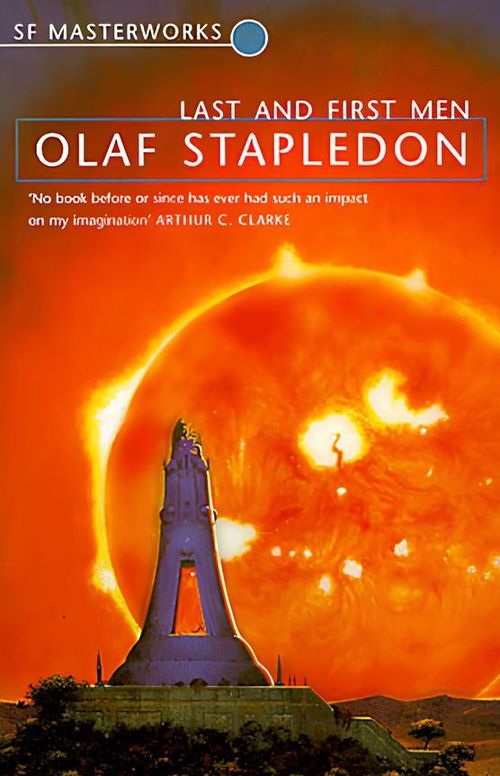 SF MASTERWORKS
LAST AND FIRST MEN
OLAF STAPLEDON
'No book before or since has ever had such an impact
on my imagination' ARTHUR C. CLARKE